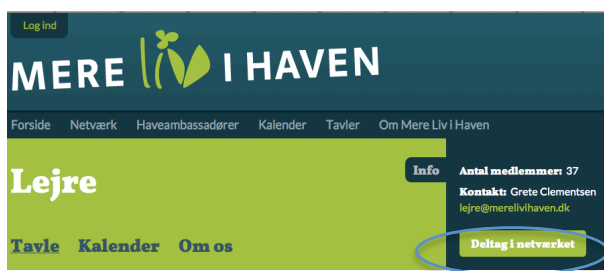 Log ind
MERE liv I HAVEN
Forside Netværk Haveambassadører Kalender Tavler Om Mere Liv i Haven
Lejre
Tavle Kalender Om os
Info
Antal medlemmer: 37
Kontakt: Grete Clementsen
lejre@merelivihaven.dk
Deltag i netværket